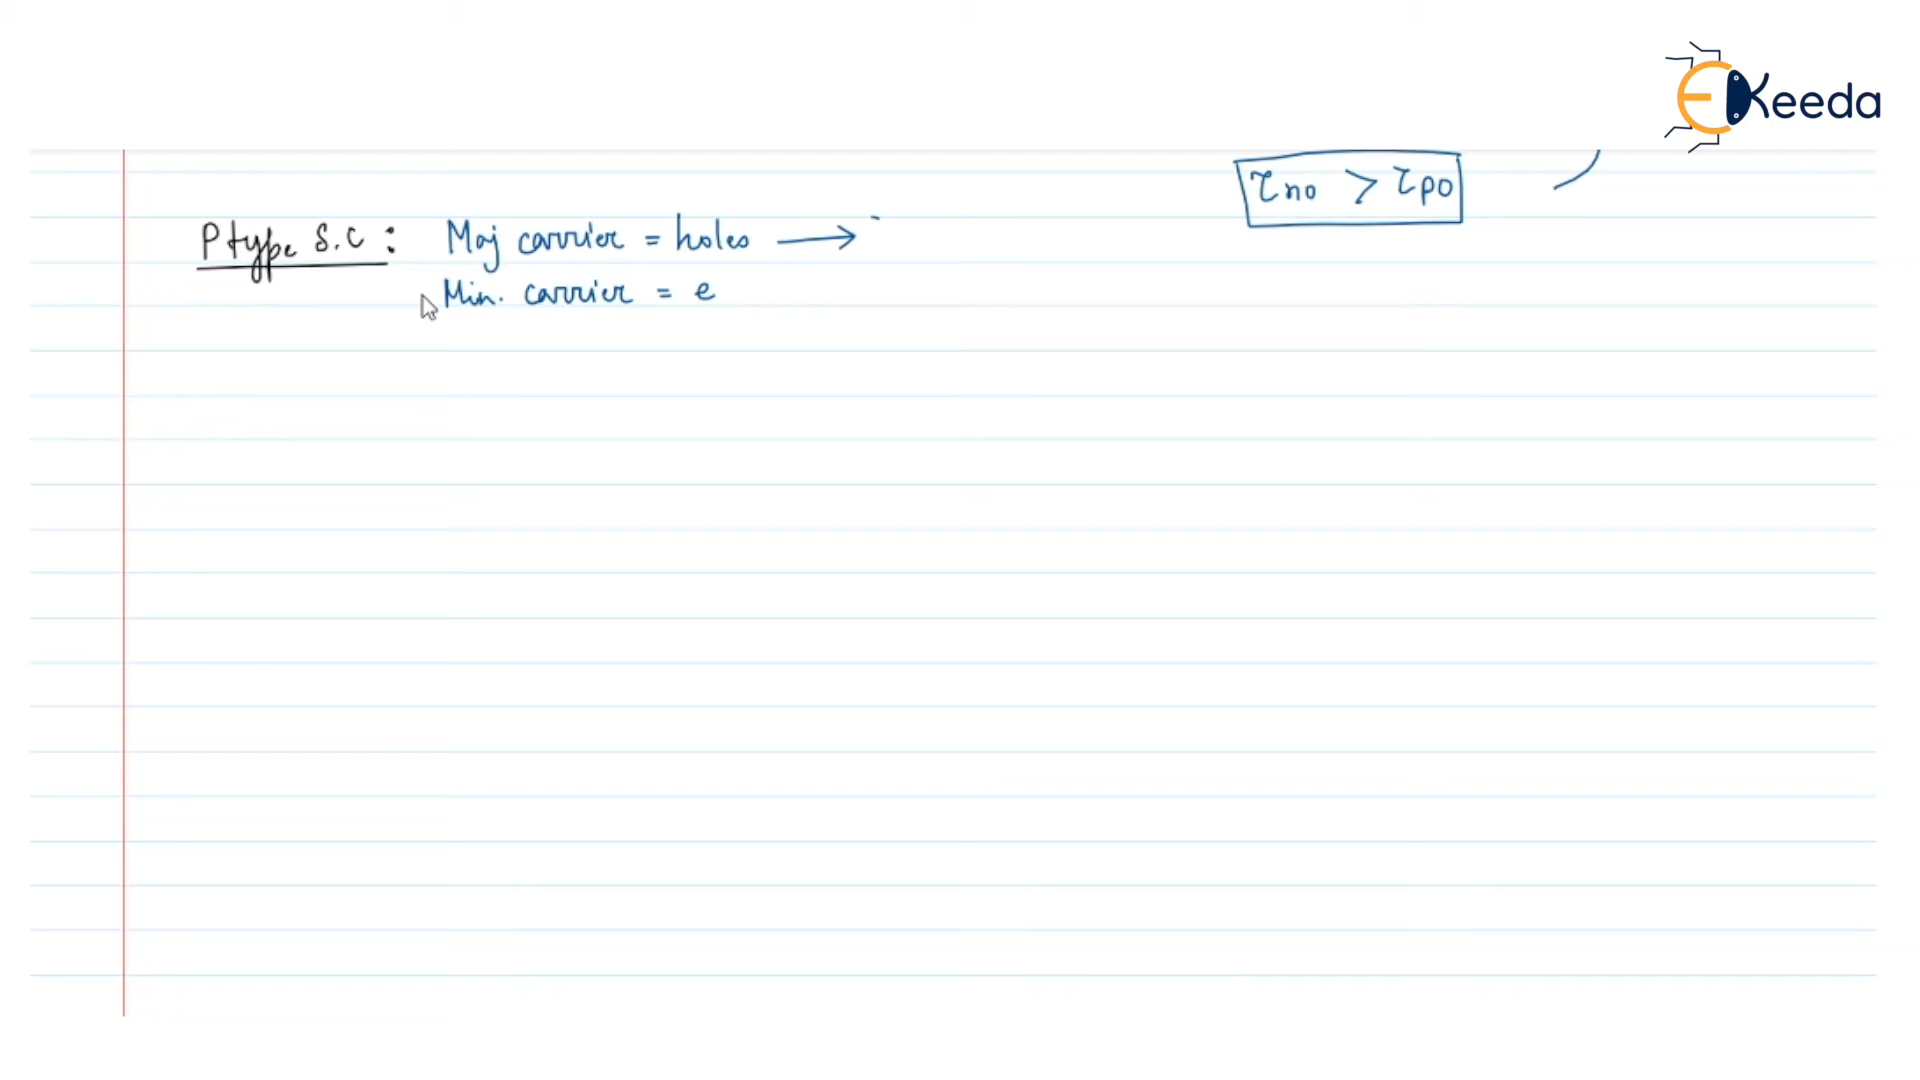 EKeeda
τno > τpo
P type S.C : Maj carrier = holes →
Min. carrier = e